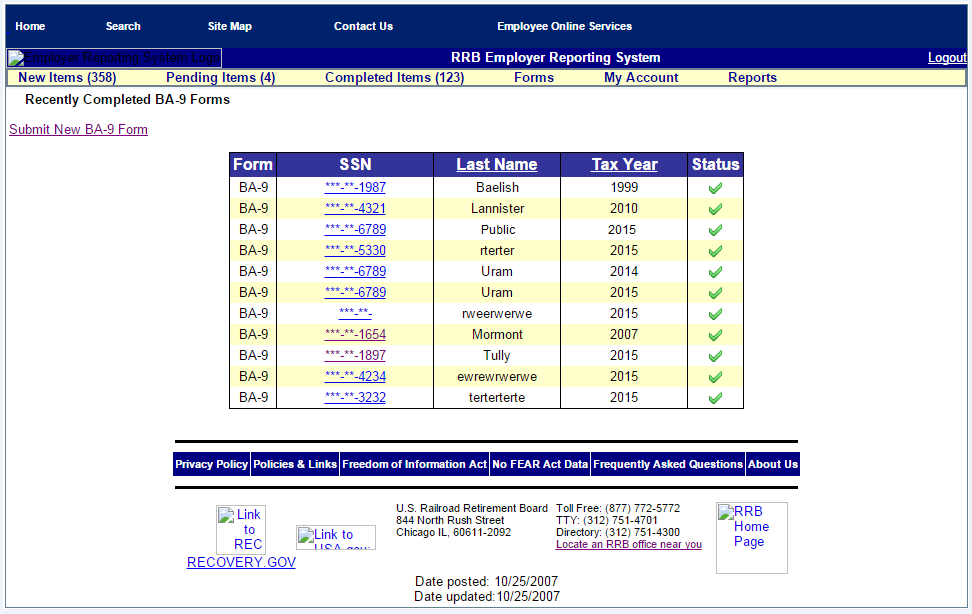 Home Search Site Map Contact Us Employee Online Services
Employer Reporting System Logo RRB Employer Reporting System Logout
New Items (358) Pending Items (4) Completed Items (123) Forms My Account Reports
Recently Completed BA-9 Forms
Submit New BA-9 Form
Form SSN Last Name Tax Year Status
BA-9 ***-**-1987 Baelish 1999
BA-9 ***-**-4321 Lannister 2010
BA-9 ***-**-6789 Public 2015
BA-9 ***-**-5330 rterter 2015
BA-9 ***-**-6789 Uram 2014
BA-9 ***-**-6789 Uram 2015
BA-9 ***-**- rweerwerwe 2015
BA-9 ***-**-1654 Mormont 2007
BA-9 ***-**-1897 Tully 2015
BA-9 ***-**-4234 ewrewrwerwe 2015
BA-9 ***-**-3232 terterterte 2015
Privacy Policy Policies & Links Freedom of Information Act No FEAR Act Data Frequently Asked Questions About Us
Link
to
REC
RECOVERY.GOV
Link to
USA.gov:
U.S. Railroad Retirement Board
844 North Rush Street
Chicago IL, 60611-2092
Toll Free: (877) 772-5772
TTY: (312) 751-4701
Directory: (312) 751-4300
Locate an RRB office near you
RRB
Home
Page
Date posted: 10/25/2007
Date updated:10/25/2007